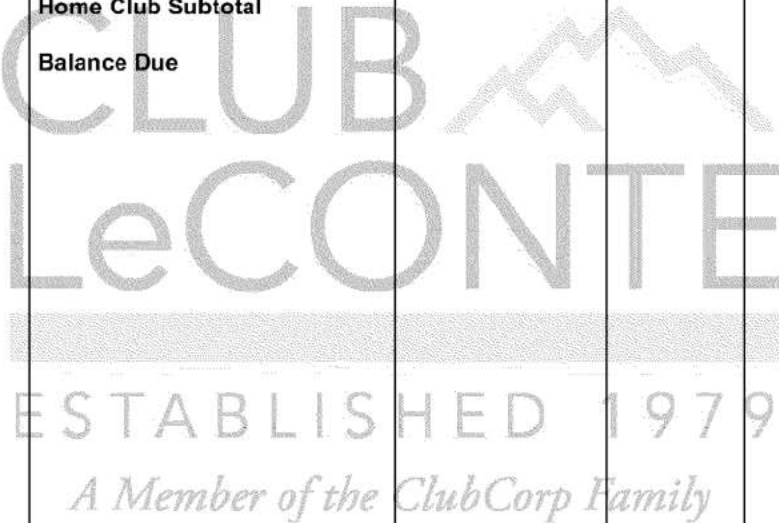 Home Club Subtotal
Balance Due
CLUB
LeCONTE
ESTABLISHED 1979
A Member of the ClubCorp Family